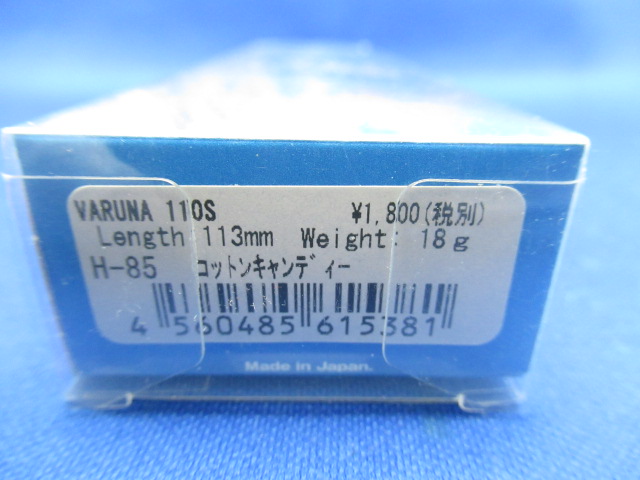 VARUNA 110S ¥1,800(税別)
Length 113mm Weight: 18g
H-85 コットンキャンディー
4 560485 615381
Made in Japan.